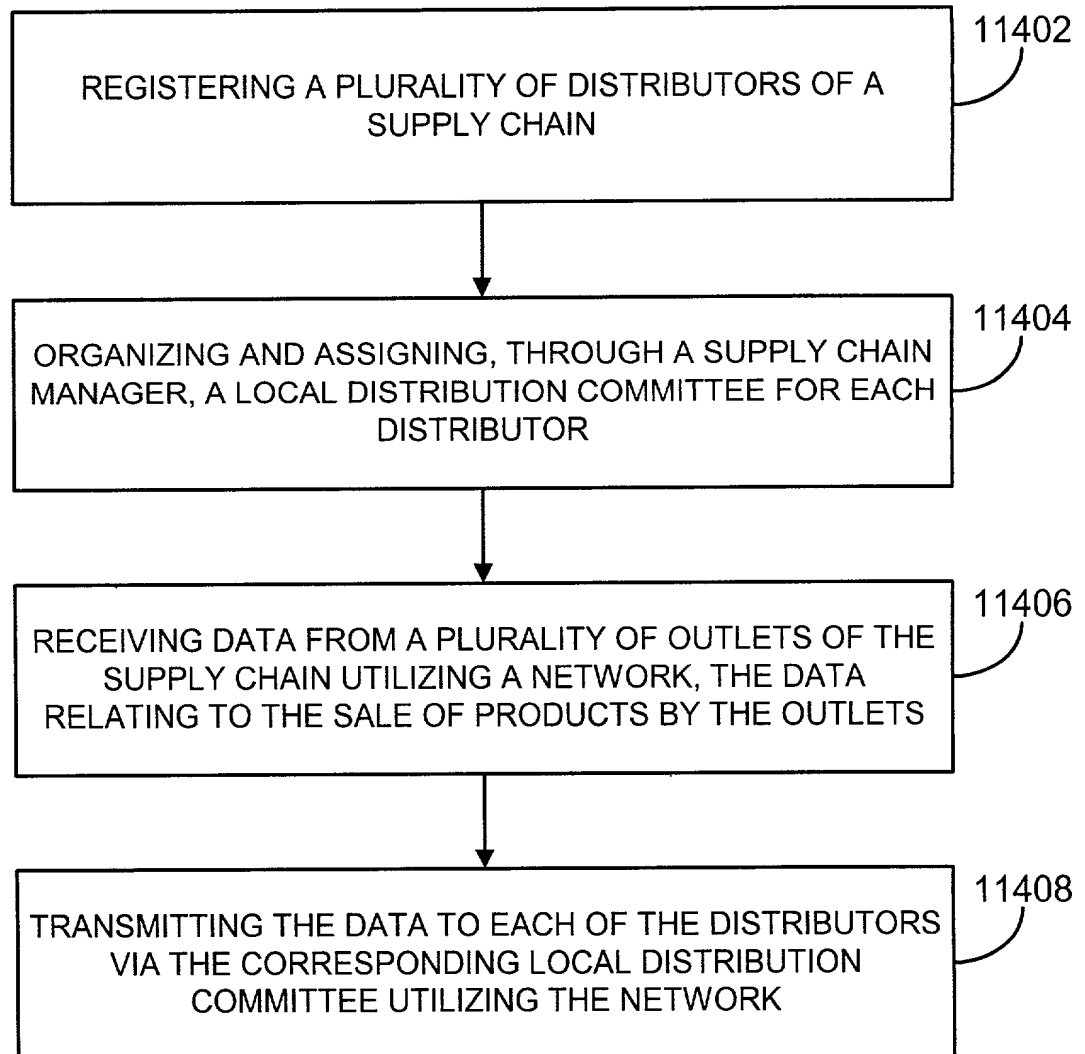 11402
REGISTERING A PLURALITY OF DISTRIBUTORS OF A
SUPPLY CHAIN
11404
ORGANIZING AND ASSIGNING, THROUGH A SUPPLY CHAIN
MANAGER, A LOCAL DISTRIBUTION COMMITTEE FOR EACH
DISTRIBUTOR
11406
RECEIVING DATA FROM A PLURALITY OF OUTLETS OF THE
SUPPLY CHAIN UTILIZING A NETWORK, THE DATA
RELATING TO THE SALE OF PRODUCTS BY THE OUTLETS
11408
TRANSMITTING THE DATA TO EACH OF THE DISTRIBUTORS
VIA THE CORRESPONDING LOCAL DISTRIBUTION
COMMITTEE UTILIZING THE NETWORK